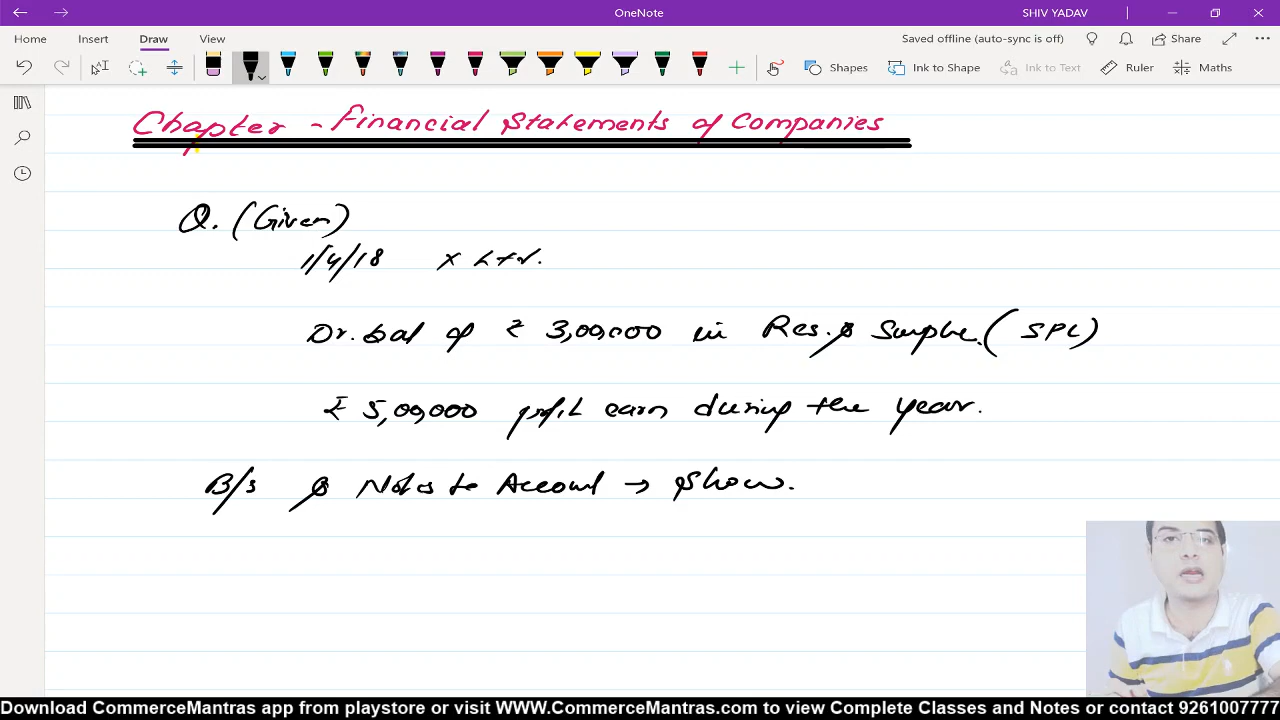 OneNote
SHIV YADAV
Home Insert Draw View
Saved offline (auto-sync is off)
Share
Shapes
Ink to Shape
Ink to Text
Ruler
Maths
Chapter - Financial Statements of Companies
Q. (Given)
1/4/18 X Ltd.
Dr. bal of ₹ 3,00,000 in Res. & Surplu. (SPL)
₹ 5,00,000 profit earn during the year.
B/s & Notes to Account → Show.
Download CommerceMantras app from playstore or visit WWW.CommerceMantras.com to view Complete Classes and Notes or contact 9261007777